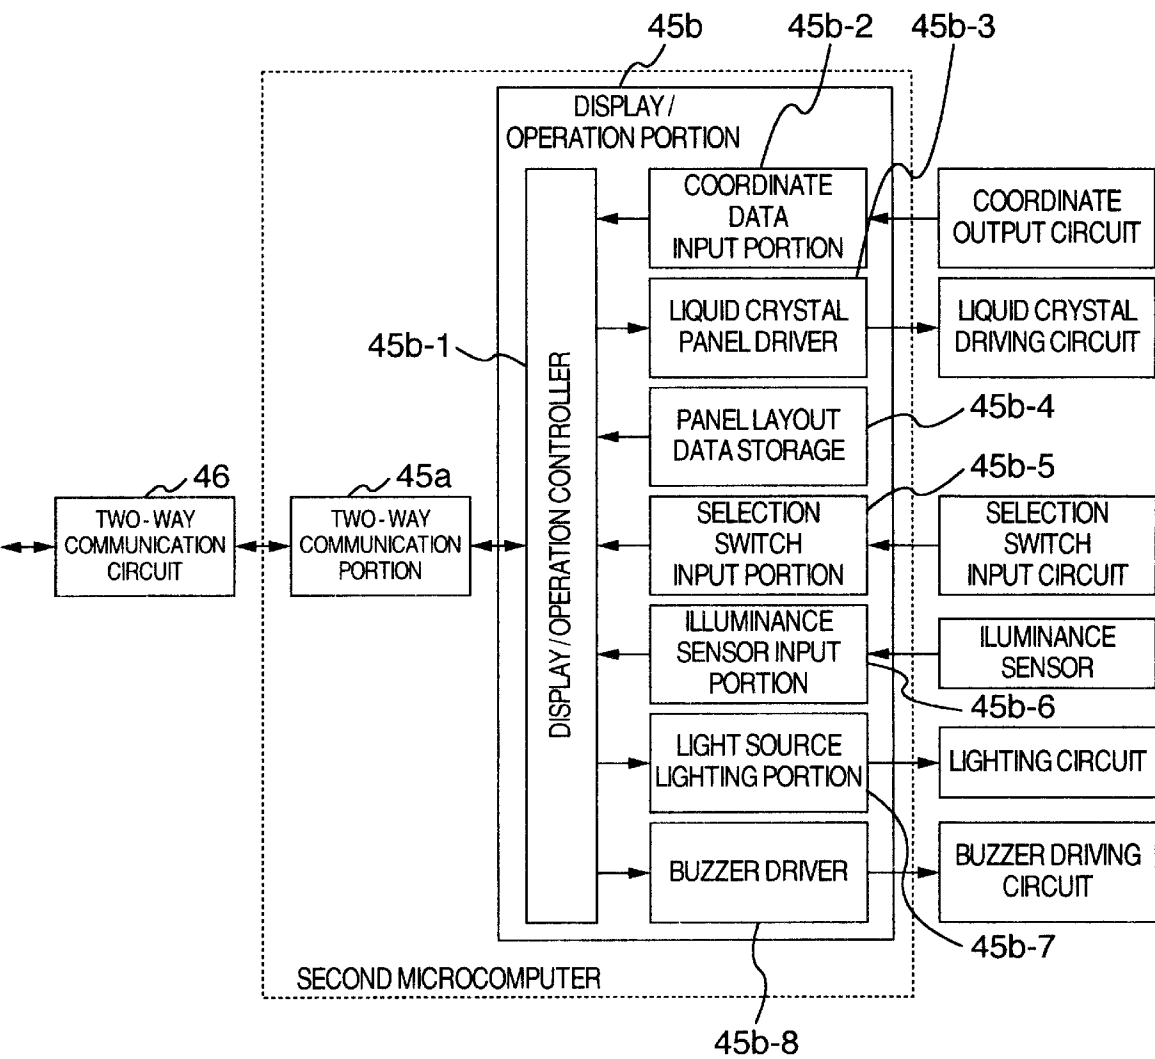 45b
45b-2
45b-3
DISPLAY /
OPERATION PORTION
COORDINATE
DATA
INPUT PORTION
COORDINATE
OUTPUT CIRCUIT
LIQUID CRYSTAL
PANEL DRIVER
LIQUID CRYSTAL
DRIVING CIRCUIT
45b-1
PANEL LAYOUT
DATA STORAGE
45b-4
DISPLAY / OPERATION CONTROLLER
46
45a
45b-5
TWO-WAY
COMMUNICATION
CIRCUIT
TWO-WAY
COMMUNICATION
PORTION
SELECTION
SWITCH
INPUT PORTION
SELECTION
SWITCH
INPUT CIRCUIT
ILLUMINANCE
SENSOR INPUT
PORTION
ILUMINANCE
SENSOR
45b-6
LIGHT SOURCE
LIGHTING PORTION
LIGHTING CIRCUIT
BUZZER DRIVER
BUZZER DRIVING
CIRCUIT
45b-7
SECOND MICROCOMPUTER
45b-8